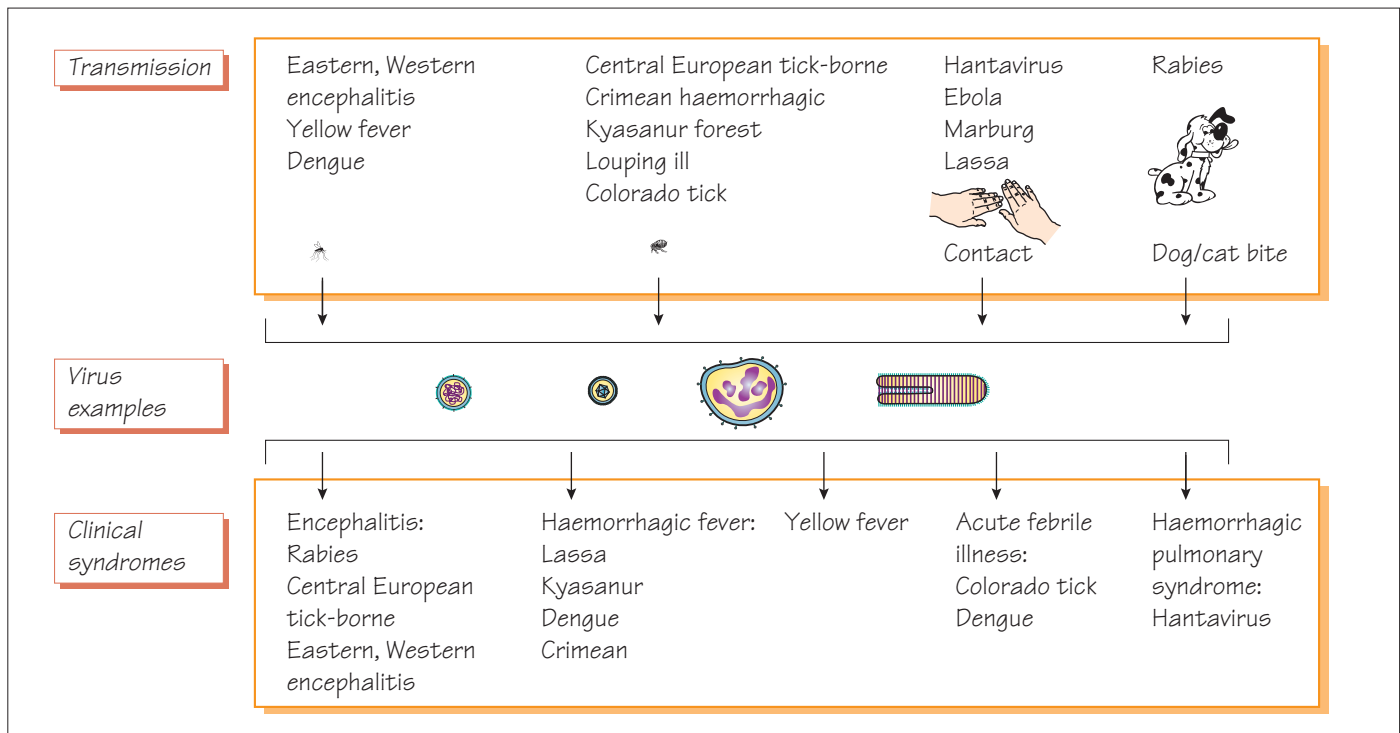 Transmission
Eastern, Western
encephalitis
Yellow fever
Dengue
Central European tick-borne
Crimean haemorrhagic
Kyasanur forest
Louping ill
Colorado tick
Hantavirus
Ebola
Marburg
Lassa
Contact
Rabies
Dog/cat bite
Virus
examples
Clinical
syndromes
Encephalitis:
Rabies
Central European
tick-borne
Eastern, Western
encephalitis
Haemorrhagic fever:
Lassa
Kyasanur
Dengue
Crimean
Yellow fever
Acute febrile
illness:
Colorado tick
Dengue
Haemorrhagic
pulmonary
syndrome:
Hantavirus